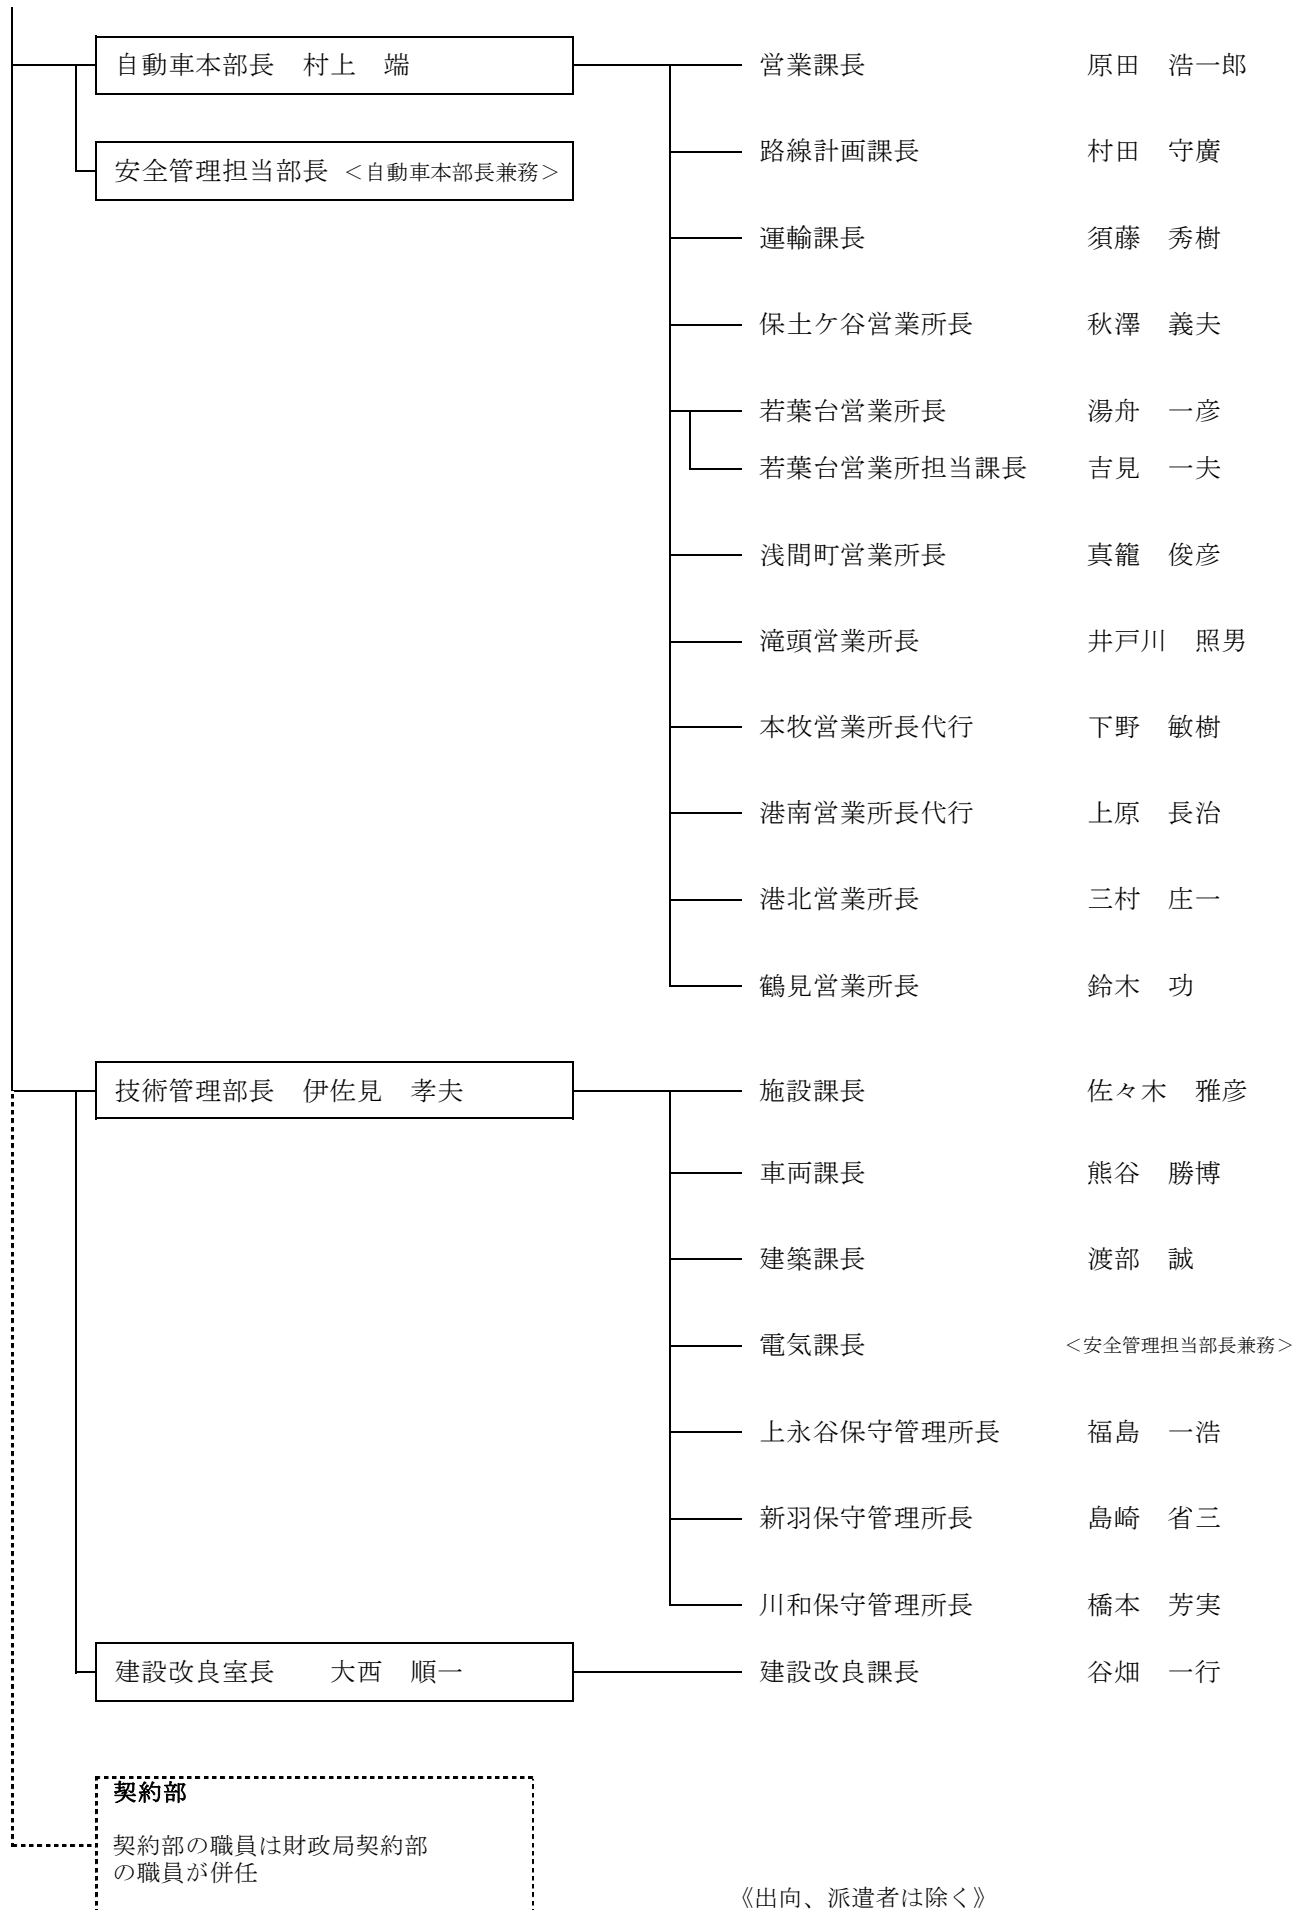 自動車本部長　村上　端　営業課長　原田　浩一郎
安全管理担当部長 ＜自動車本部長兼務＞　路線計画課長　村田　守廣
運輸課長　須藤　秀樹
保土ケ谷営業所長　秋澤　義夫
若葉台営業所長　湯舟　一彦
若葉台営業所担当課長　吉見　一夫
浅間町営業所長　真籠　俊彦
滝頭営業所長　井戸川　照男
本牧営業所長代行　下野　敏樹
港南営業所長代行　上原　長治
港北営業所長　三村　庄一
鶴見営業所長　鈴木　功
技術管理部長　伊佐見　孝夫　施設課長　佐々木　雅彦
車両課長　熊谷　勝博
建築課長　渡部　誠
電気課長　＜安全管理担当部長兼務＞
上永谷保守管理所長　福島　一浩
新羽保守管理所長　島崎　省三
川和保守管理所長　橋本　芳実
建設改良室長　大西　順一　建設改良課長　谷畑　一行
契約部
契約部の職員は財政局契約部
の職員が併任
《出向、派遣者は除く》